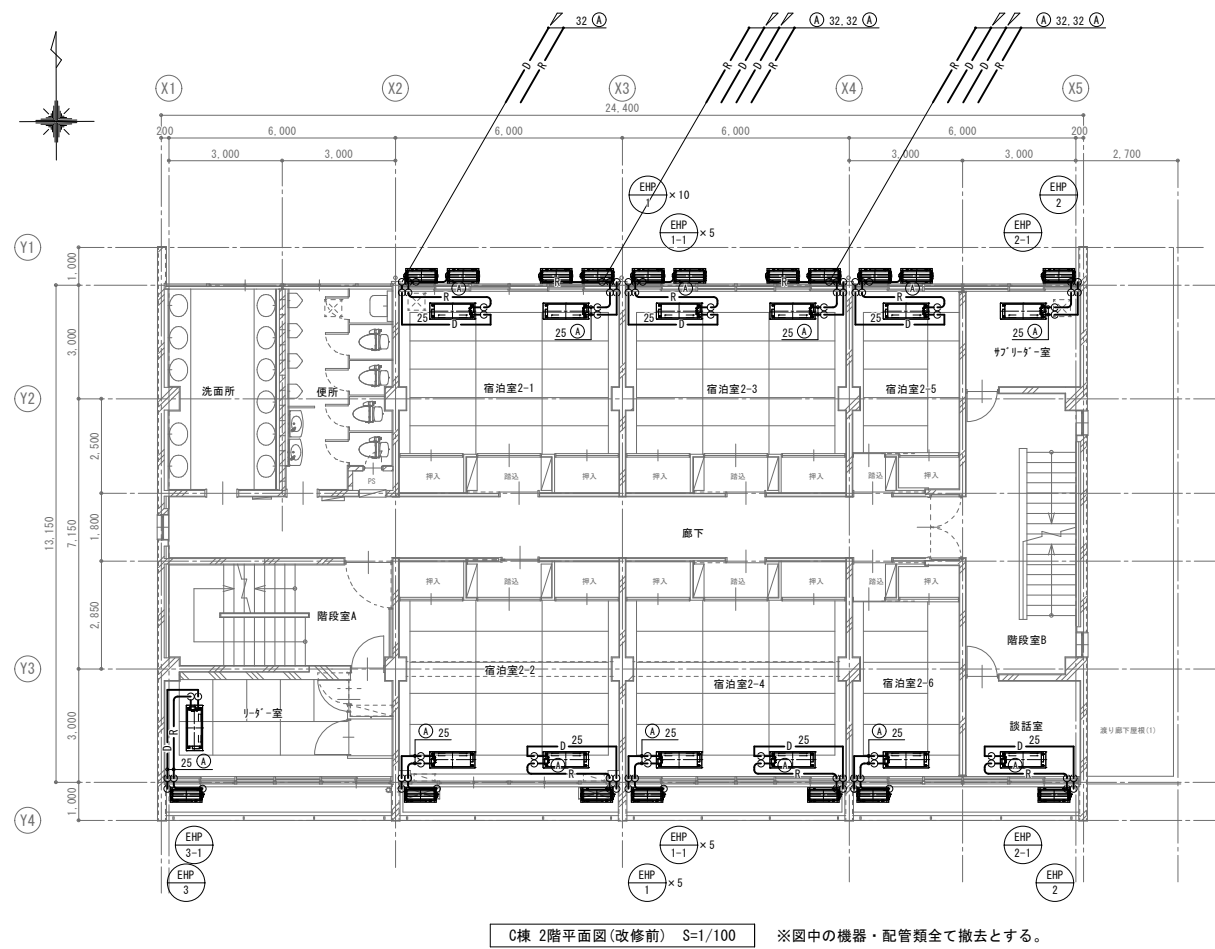 32 Ⓐ
Ⓐ 32, 32 Ⓐ
Ⓐ 32, 32 Ⓐ
D
R
R
D
D
R
R
D
D
R
X1
X2
X3
X4
X5
24,400
200
6,000
6,000
6,000
6,000
200
3,000
3,000
3,000
3,000
2,700
EHP
1
×10
EHP
1-1
×5
EHP
2
EHP
2-1
Y1
Y2
Y3
Y4
1,000
3,000
2,500
1,800
2,850
3,000
1,000
13,150
7,150
R
Ⓐ
R
Ⓐ
R
Ⓐ
R
25
D
25 Ⓐ
R
25
D
25 Ⓐ
R
25
D
25 Ⓐ
洗面所
便所
PS
宿泊室2-1
宿泊室2-3
宿泊室2-5
サブリーダー室
押入
踏込
押入
押入
踏込
押入
踏込
押入
廊下
押入
踏込
押入
押入
踏込
押入
踏込
押入
階段室A
階段室B
リーダー室
宿泊室2-2
宿泊室2-4
宿泊室2-6
談話室
渡り廊下屋根(1)
D
R
25 Ⓐ
Ⓐ 25
D
25
Ⓐ
R
Ⓐ 25
D
25
Ⓐ
R
Ⓐ 25
D
25
Ⓐ
R
EHP
3-1
EHP
3
EHP
1-1
×5
EHP
1
×5
EHP
2-1
EHP
2
C棟 2階平面図(改修前) S=1/100
※図中の機器・配管類全て撤去とする。